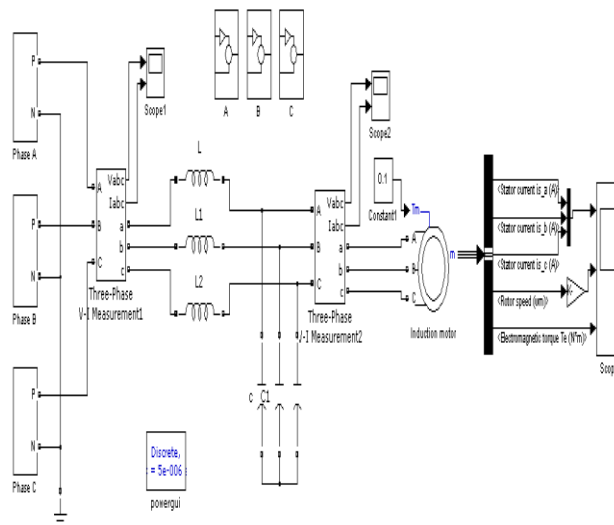 P
N
Phase A
P
N
Phase B
P
N
Phase C
A
B
C
Vabc
Iabc
a
b
c
Three-Phase
V-I Measurement1
Scope1
A
B
C
L
L1
L2
c
C1
Discrete,
= 5e-006
powergui
A
B
C
Vabc
Iabc
a
b
c
Three-Phase
V-I Measurement2
Scope2
0.1
Constant1
Tm
A
B
C
m
Induction motor
<Stator current is_a (A)>
<Stator current is_b (A)>
<Stator current is_c (A)>
<Rotor speed (wm)>
<Electromagnetic torque Te (N*m)>
Scop